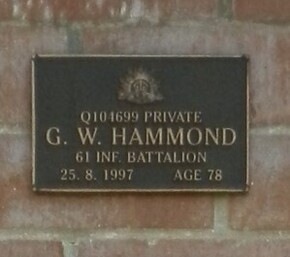 Q104699 PRIVATE
G. W. HAMMOND
61 INF. BATTALION
25. 8. 1997 AGE 78